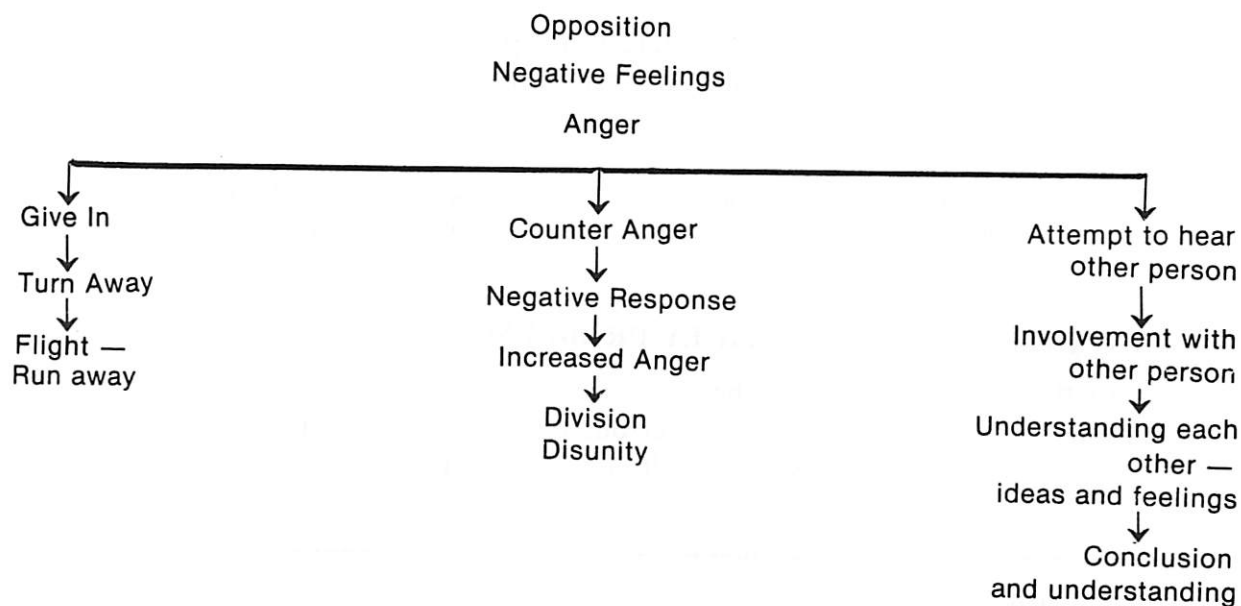 Opposition
Negative Feelings
Anger
Give In
Turn Away
Flight —
Run away
Counter Anger
Negative Response
Increased Anger
Division
Disunity
Attempt to hear
other person
Involvement with
other person
Understanding each
other —
ideas and feelings
Conclusion
and understanding